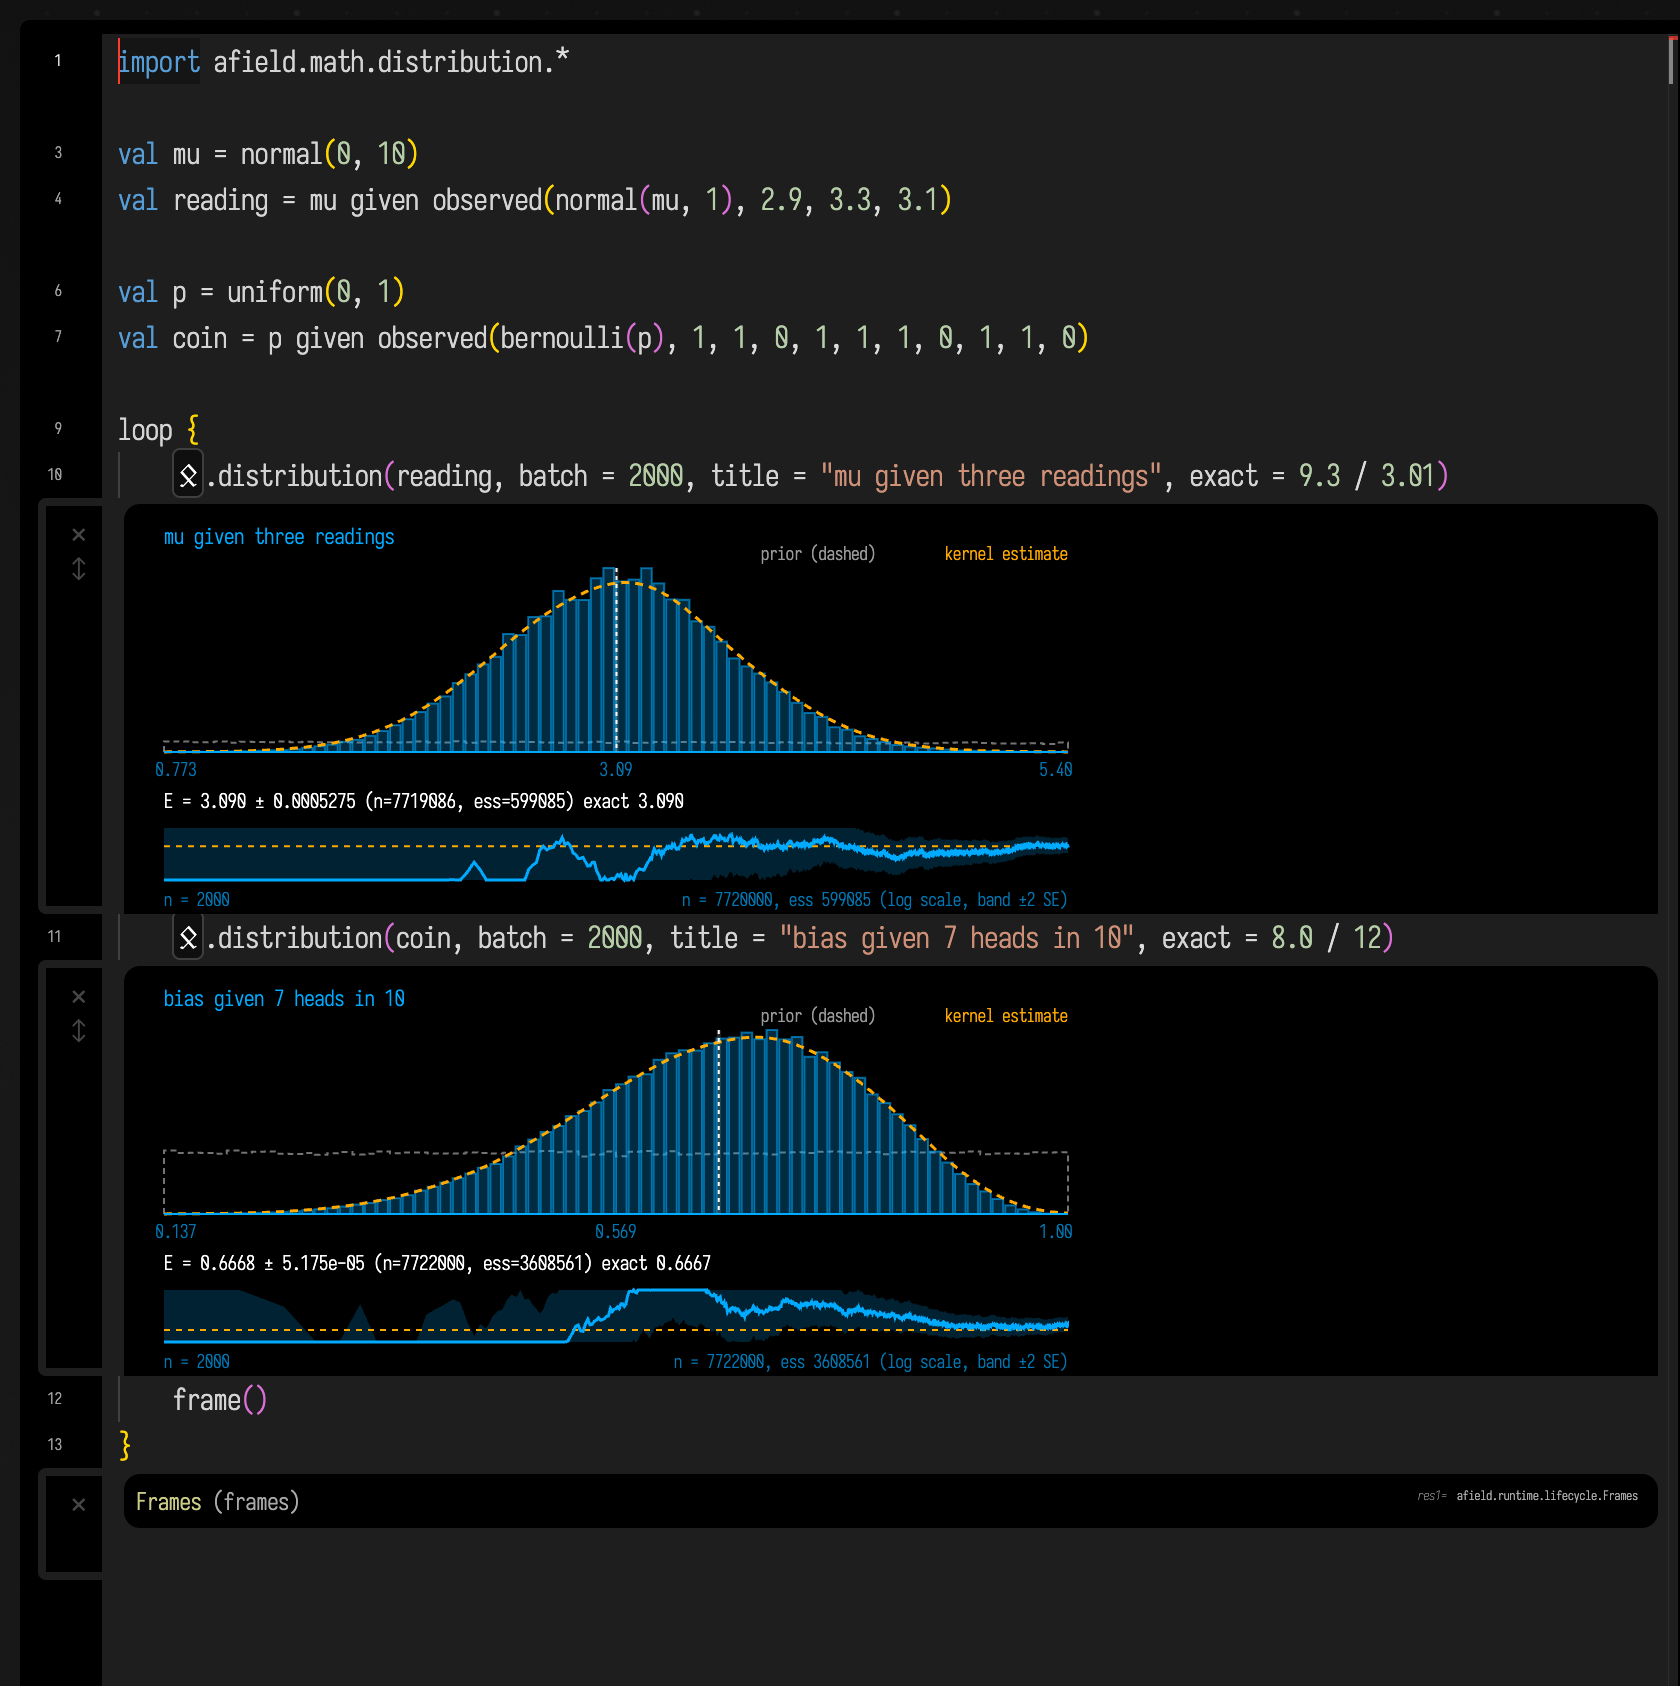 1 import afield.math.distribution.*
3 val mu = normal(0, 10)
4 val reading = mu given observed(normal(mu, 1), 2.9, 3.3, 3.1)
6 val p = uniform(0, 1)
7 val coin = p given observed(bernoulli(p), 1, 1, 0, 1, 1, 1, 0, 1, 1, 0)
9 loop {
10 .distribution(reading, batch = 2000, title = "mu given three readings", exact = 9.3 / 3.01)
mu given three readings
prior (dashed) kernel estimate
0.773 3.09 5.40
E = 3.090 ± 0.0005275 (n=7719086, ess=599085) exact 3.090
n = 2000 n = 7720000, ess 599085 (log scale, band ±2 SE)
11 .distribution(coin, batch = 2000, title = "bias given 7 heads in 10", exact = 8.0 / 12)
bias given 7 heads in 10
prior (dashed) kernel estimate
0.137 0.569 1.00
E = 0.6668 ± 5.175e-05 (n=7722000, ess=3608561) exact 0.6667
n = 2000 n = 7722000, ess 3608561 (log scale, band ±2 SE)
12 frame()
13 }
Frames (frames) res1= afield.runtime.lifecycle.Frames